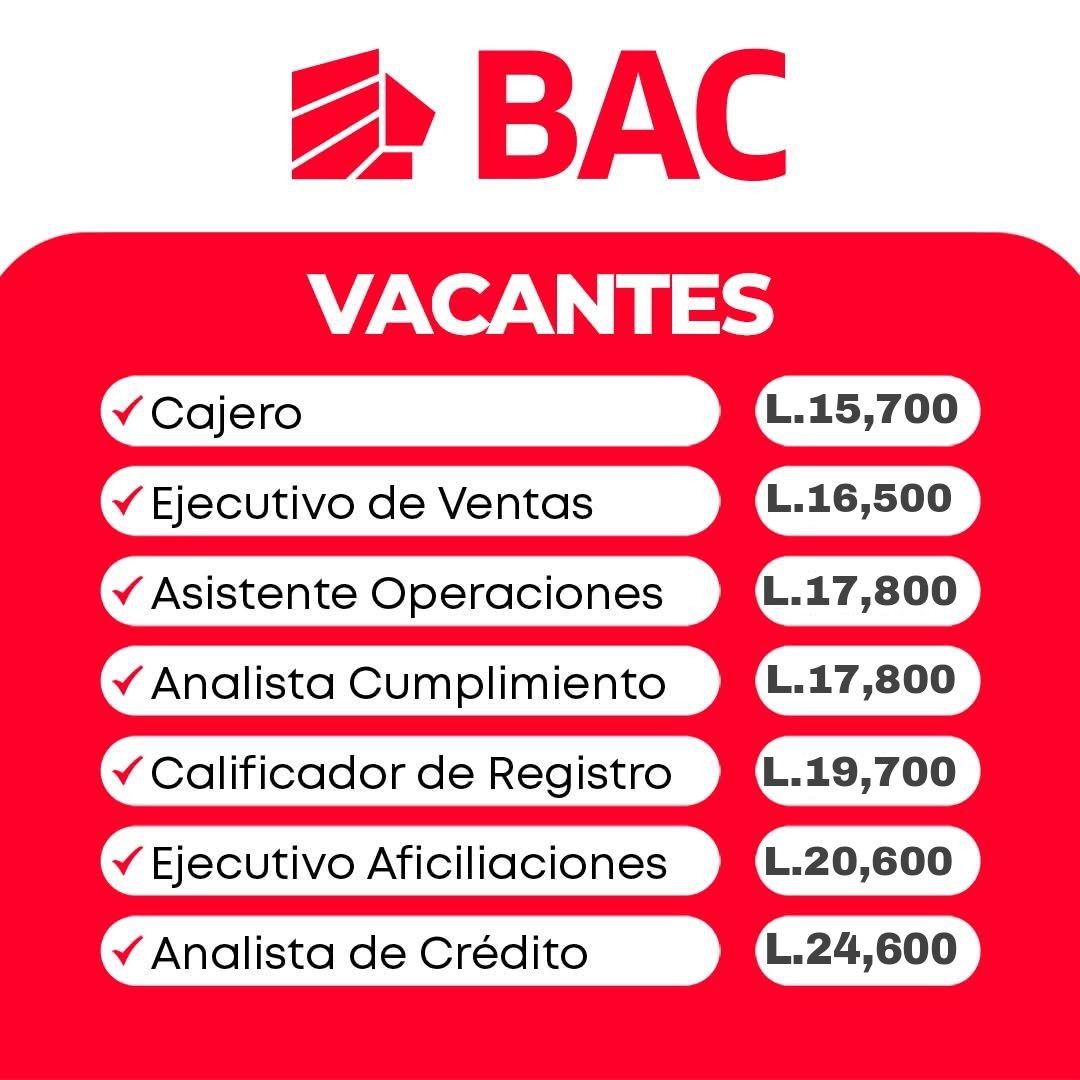 BAC
VACANTES
Cajero L.15,700
Ejecutivo de Ventas L.16,500
Asistente Operaciones L.17,800
Analista Cumplimiento L.17,800
Calificador de Registro L.19,700
Ejecutivo Aficiliaciones L.20,600
Analista de Crédito L.24,600